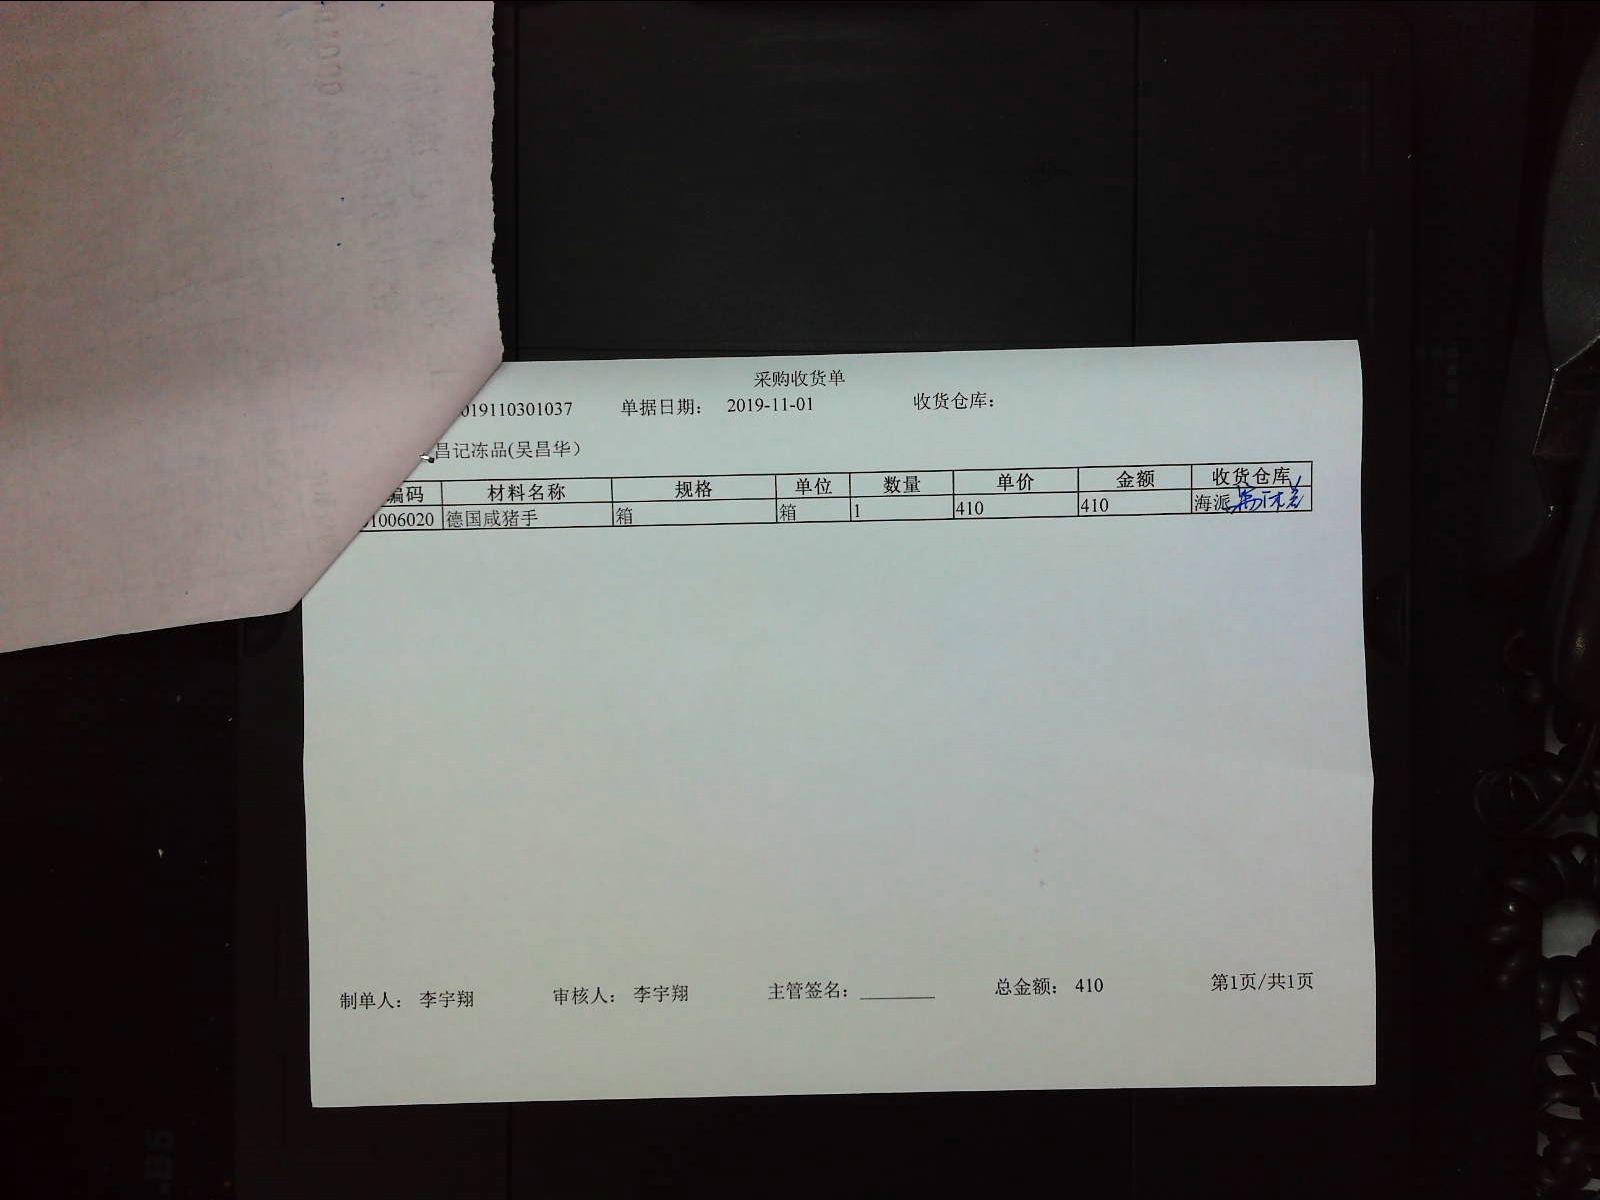 采购收货单
019110301037 单据日期： 2019-11-01 收货仓库：
昌记冻品(吴昌华）
编码 材料名称 规格 单位 数量 单价 金额 收货仓库
01006020 德国咸猪手 箱 箱 1 410 410 海派
制单人： 李宇翔 审核人： 李宇翔 主管签名：________ 总金额： 410 第1页/共1页